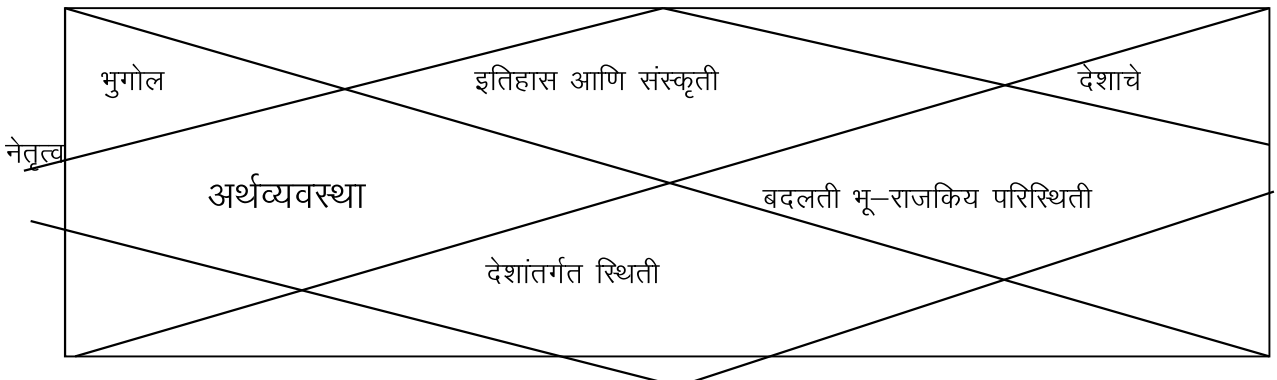 भुगोल
इतिहास आणि संस्कृती
देशाचे
नेतृत्व
अर्थव्यवस्था
बदलती भू–राजकिय परिस्थिती
देशांतर्गत स्थिती